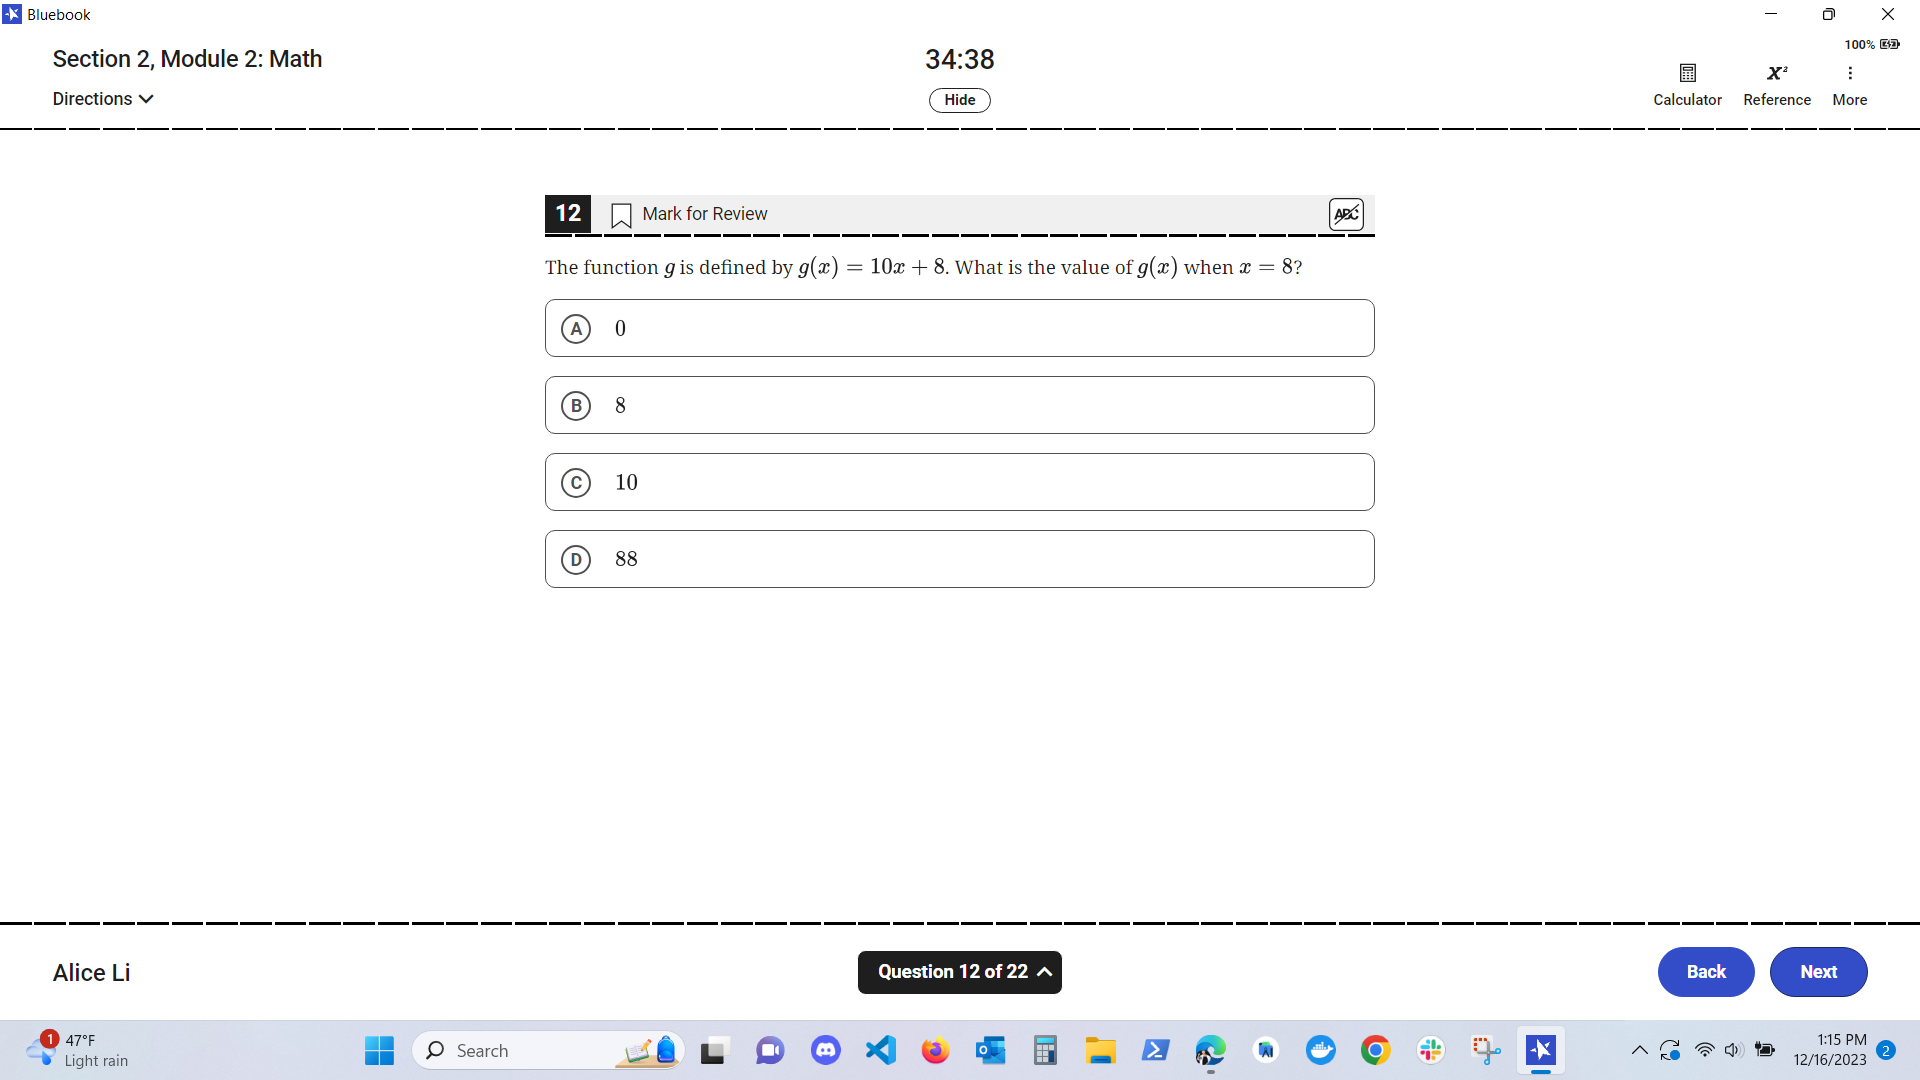 Bluebook
Section 2, Module 2: Math
34:38
100%
Directions
Hide
Calculator
Reference
More
12
Mark for Review
ABC
The function g is defined by g(x) = 10x + 8. What is the value of g(x) when x = 8?
A 0
B 8
C 10
D 88
Alice Li
Question 12 of 22
Back
Next
1
47°F
Light rain
Search
1:15 PM
12/16/2023
2